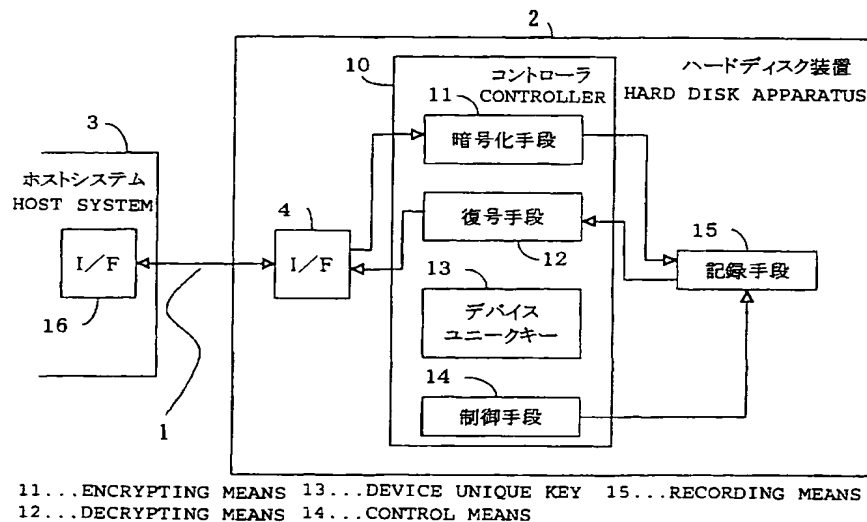 2
10
コントローラ
CONTROLLER
ハードディスク装置
HARD DISK APPARATUS
11
暗号化手段
3
ホストシステム
HOST SYSTEM
4
復号手段
12
15
I/F
I/F
記録手段
16
13
デバイス
ユニークキー
14
制御手段
1
11...ENCRYPTING MEANS 13...DEVICE UNIQUE KEY 15...RECORDING MEANS
12...DECRYPTING MEANS 14...CONTROL MEANS